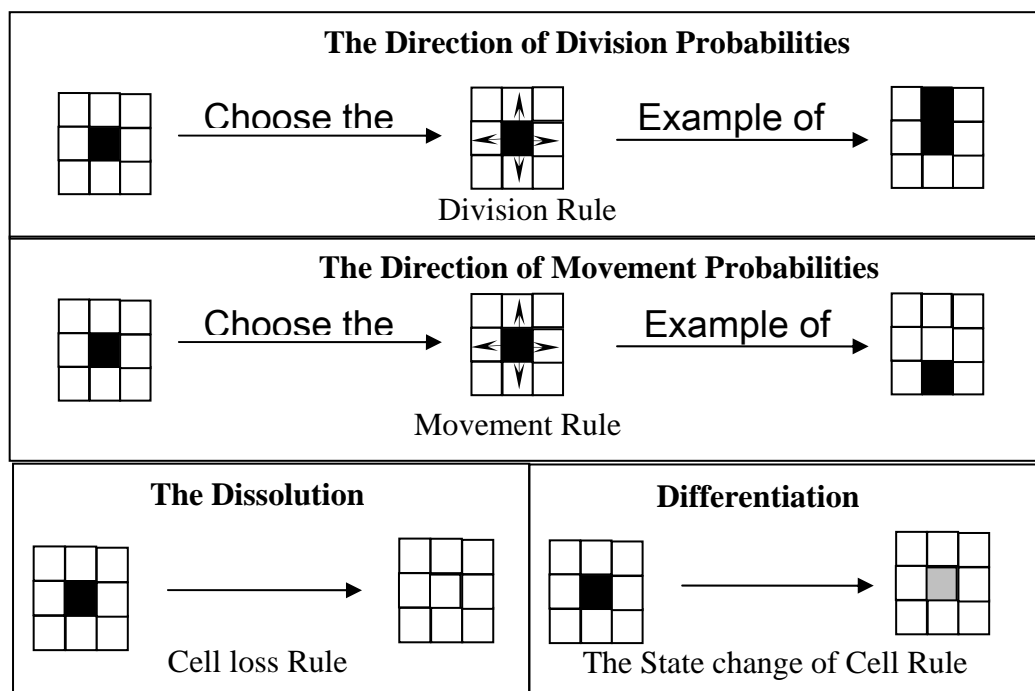 The Direction of Division Probabilities
Choose the
Example of
Division Rule
The Direction of Movement Probabilities
Choose the
Example of
Movement Rule
The Dissolution
Cell loss Rule
Differentiation
The State change of Cell Rule